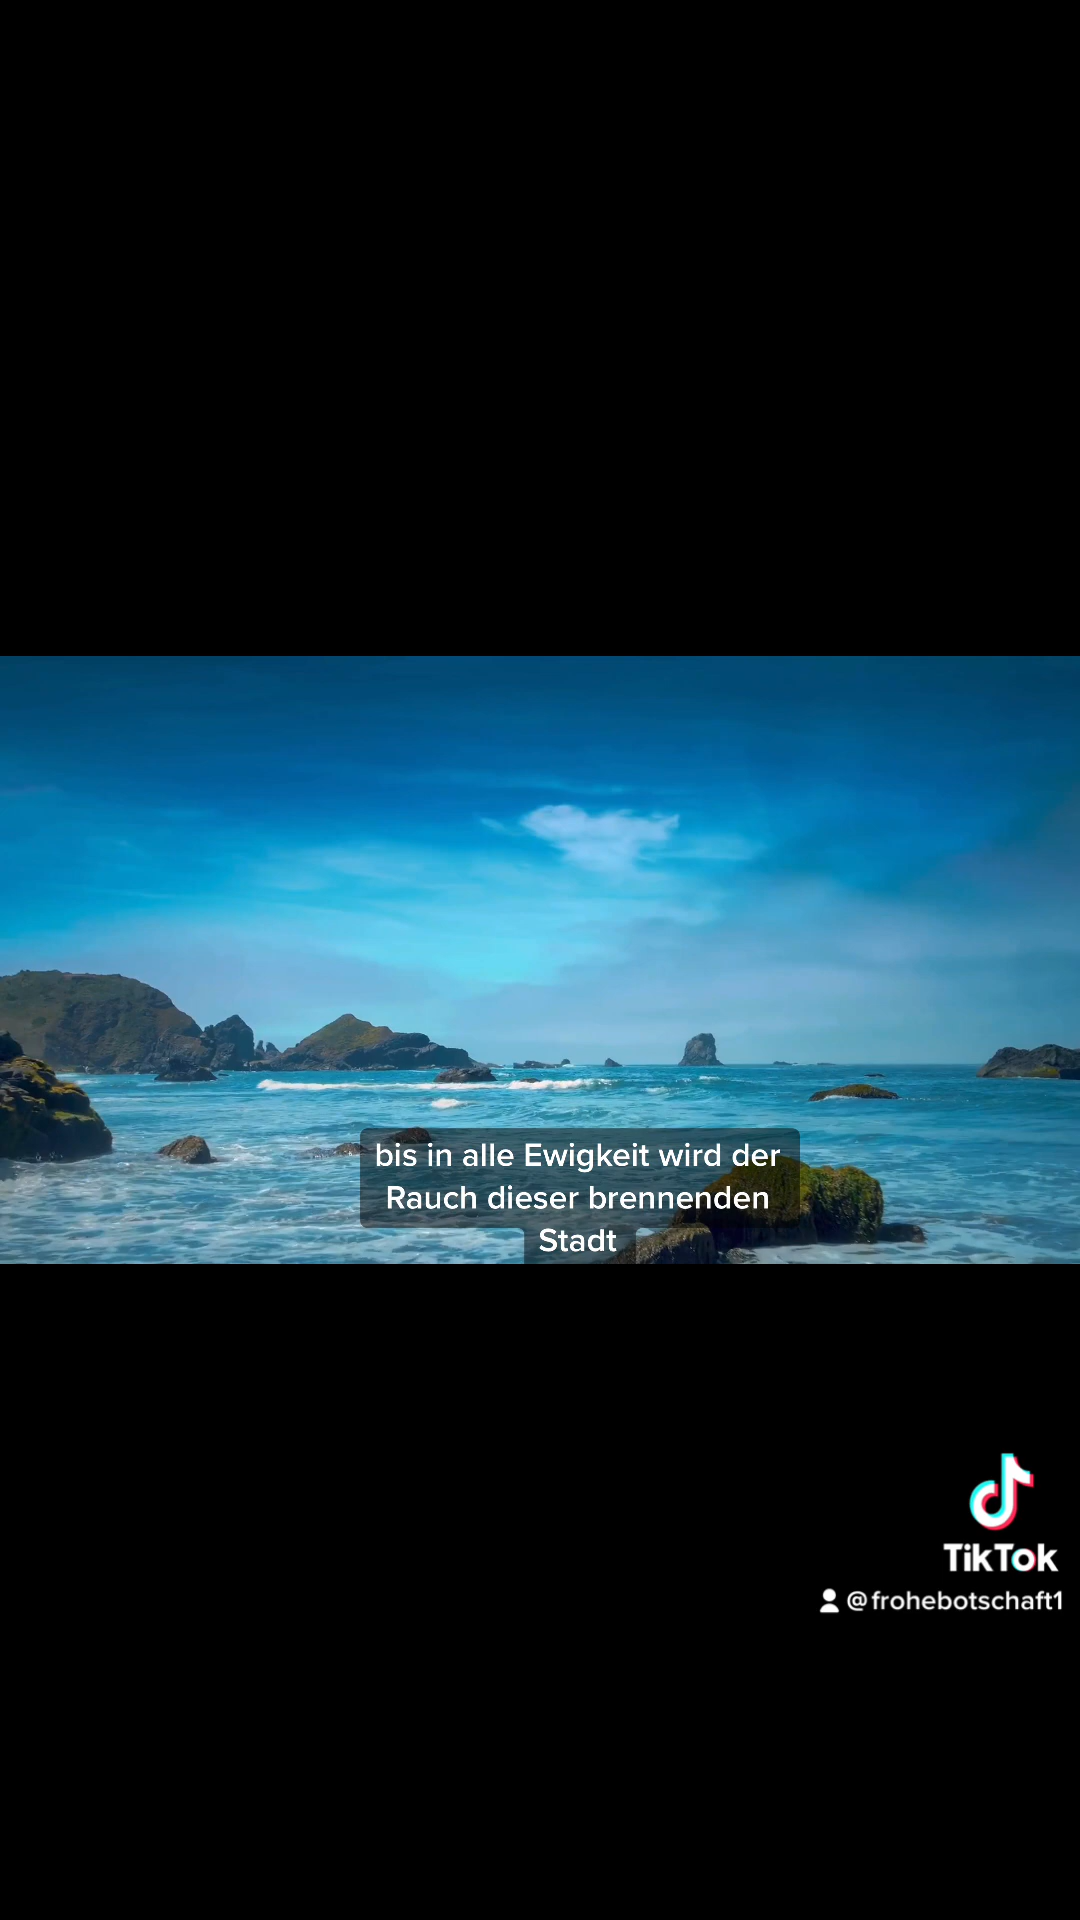 bis in alle Ewigkeit wird der
Rauch dieser brennenden
Stadt
TikTok
@frohebotschaft1